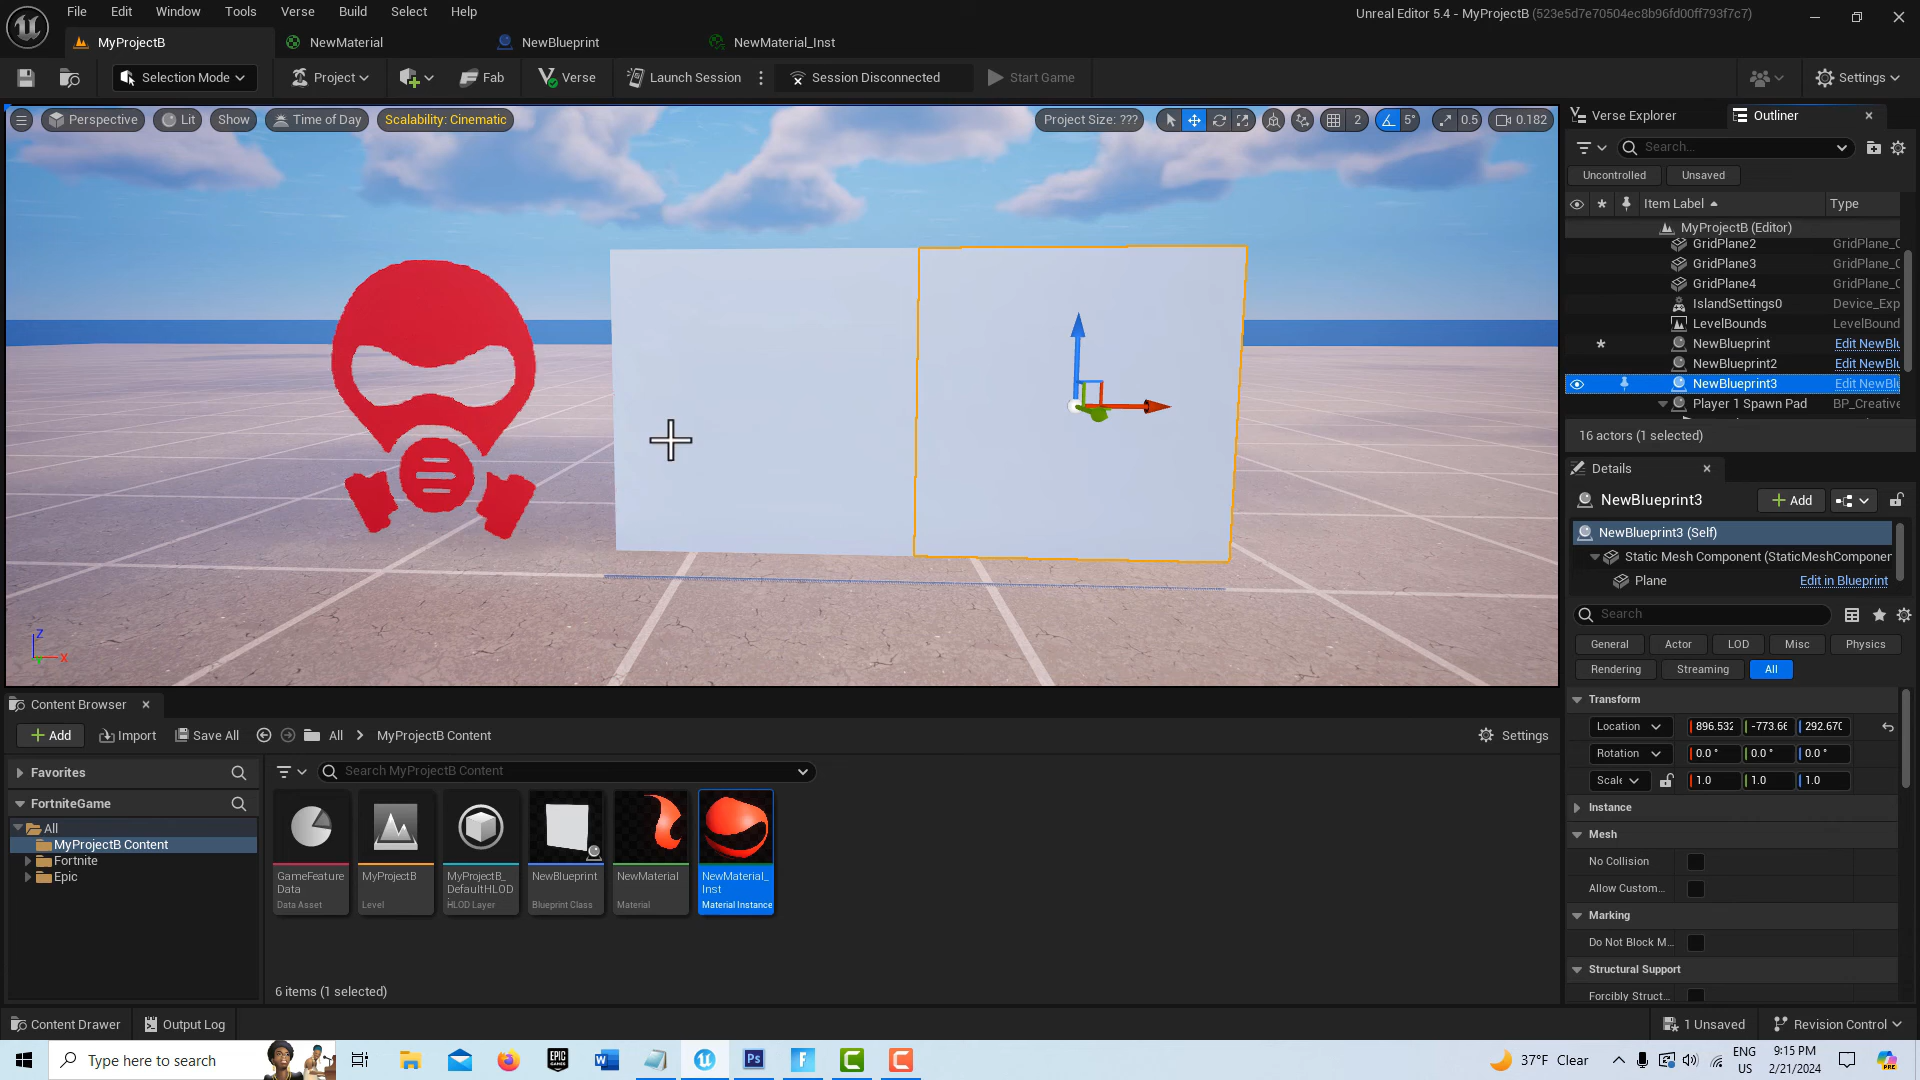 File Edit Window Tools Verse Build Select Help
Unreal Editor 5.4 - MyProjectB (523e5d7e70504ec8b96fd00ff793f7c7)
MyProjectB NewMaterial NewBlueprint NewMaterial_Inst
Selection Mode Project Fab Verse Launch Session Session Disconnected Start Game Settings
Perspective Lit Show Time of Day Scalability: Cinematic Project Size: ??? 2 5° 0.5 0.182
Z
X
Verse Explorer Outliner
Search...
Uncontrolled Unsaved
Item Label Type
MyProjectB (Editor)
GridPlane2 GridPlane_C
GridPlane3 GridPlane_C
GridPlane4 GridPlane_C
IslandSettings0 Device_Exp
LevelBounds LevelBound
NewBlueprint Edit NewBlu
NewBlueprint2 Edit NewBlu
NewBlueprint3 Edit NewBlu
Player 1 Spawn Pad BP_Creative
16 actors (1 selected)
Details
NewBlueprint3 Add
NewBlueprint3 (Self)
Static Mesh Component (StaticMeshComponer
Plane Edit in Blueprint
Search
General Actor LOD Misc Physics
Rendering Streaming All
Transform
Location 896.532 -773.66 292.670
Rotation 0.0 ° 0.0 ° 0.0 °
Scale 1.0 1.0 1.0
Instance
Mesh
No Collision
Allow Custom...
Marking
Do Not Block M...
Structural Support
Forcibly Struct...
Content Browser
Add Import Save All All MyProjectB Content Settings
Favorites
Search MyProjectB Content
FortniteGame
All
MyProjectB Content
Fortnite
Epic
GameFeature
Data
Data Asset
MyProjectB
Level
MyProjectB_
DefaultHLOD
HLOD Layer
NewBlueprint
Blueprint Class
NewMaterial
Material
NewMaterial_
Inst
Material Instance
6 items (1 selected)
Content Drawer Output Log 1 Unsaved Revision Control
Type here to search
EPIC
GAMES
W
Ps
F
C
C
37°F Clear
ENG
US
9:15 PM
2/21/2024
PRE